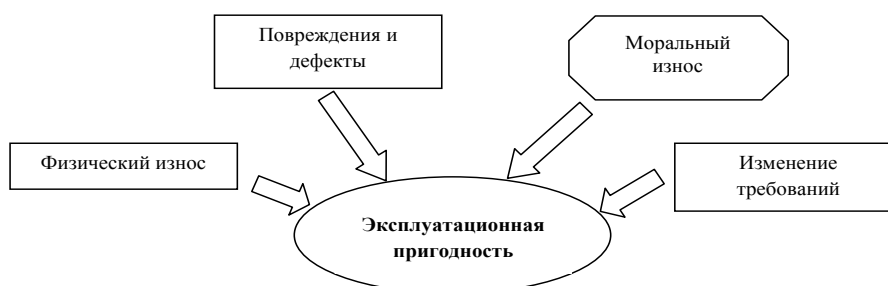 Повреждения и
дефекты
Моральный
износ
Физический износ
Изменение
требований
Эксплуатационная
пригодность